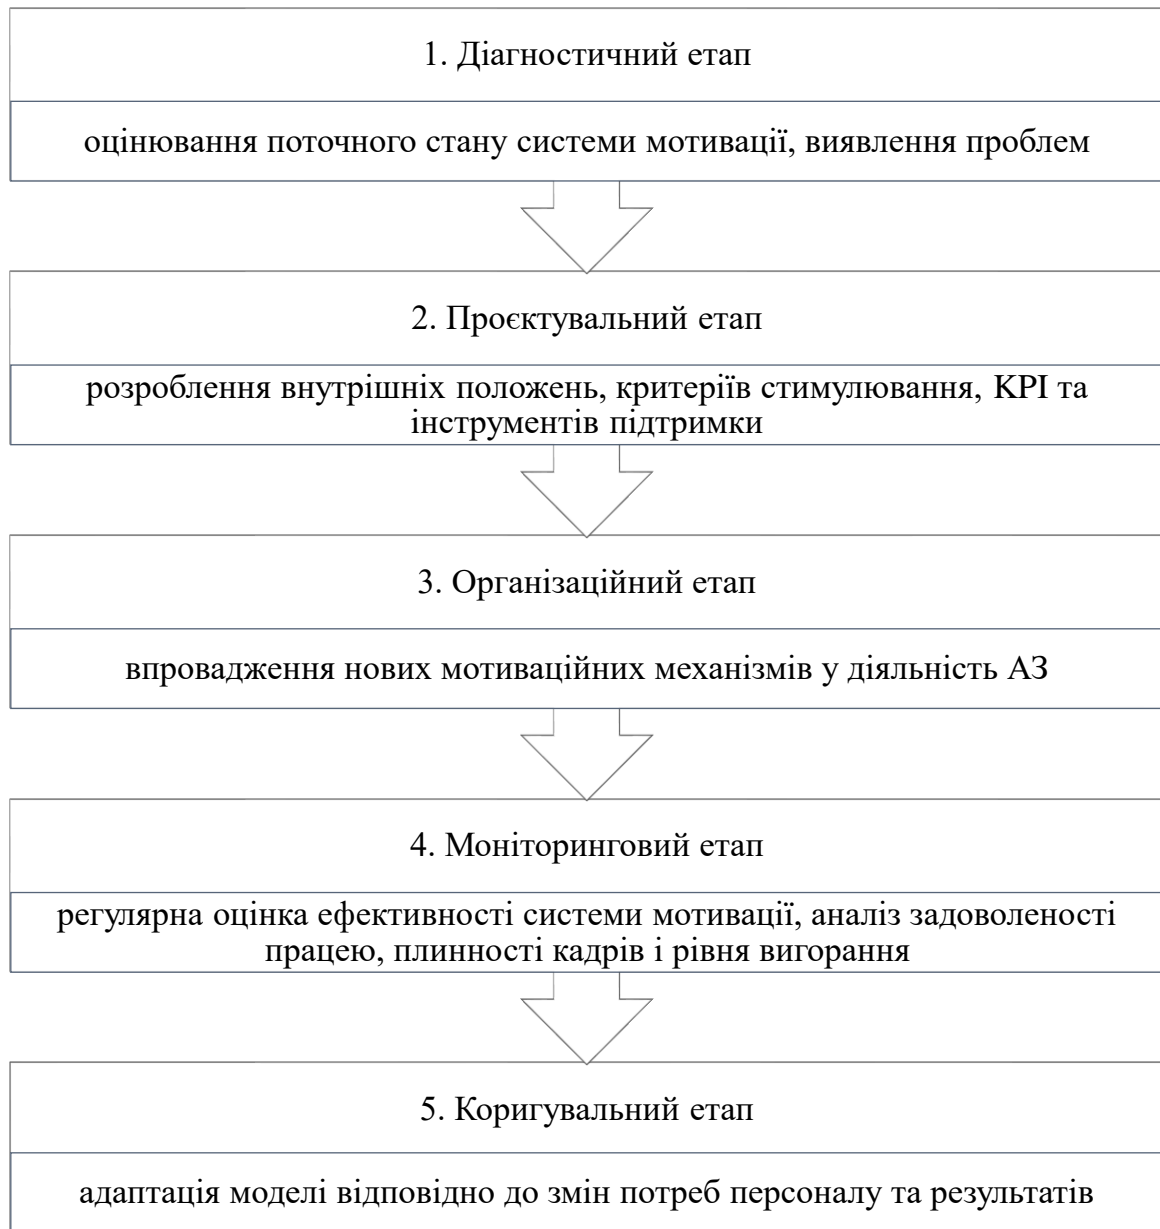 1. Діагностичний етап
оцінювання поточного стану системи мотивації, виявлення проблем
2. Проєктувальний етап
розроблення внутрішніх положень, критеріїв стимулювання, KPI та
інструментів підтримки
3. Організаційний етап
впровадження нових мотиваційних механізмів у діяльність АЗ
4. Моніторинговий етап
регулярна оцінка ефективності системи мотивації, аналіз задоволеності
працею, плинності кадрів і рівня вигорання
5. Коригувальний етап
адаптація моделі відповідно до змін потреб персоналу та результатів